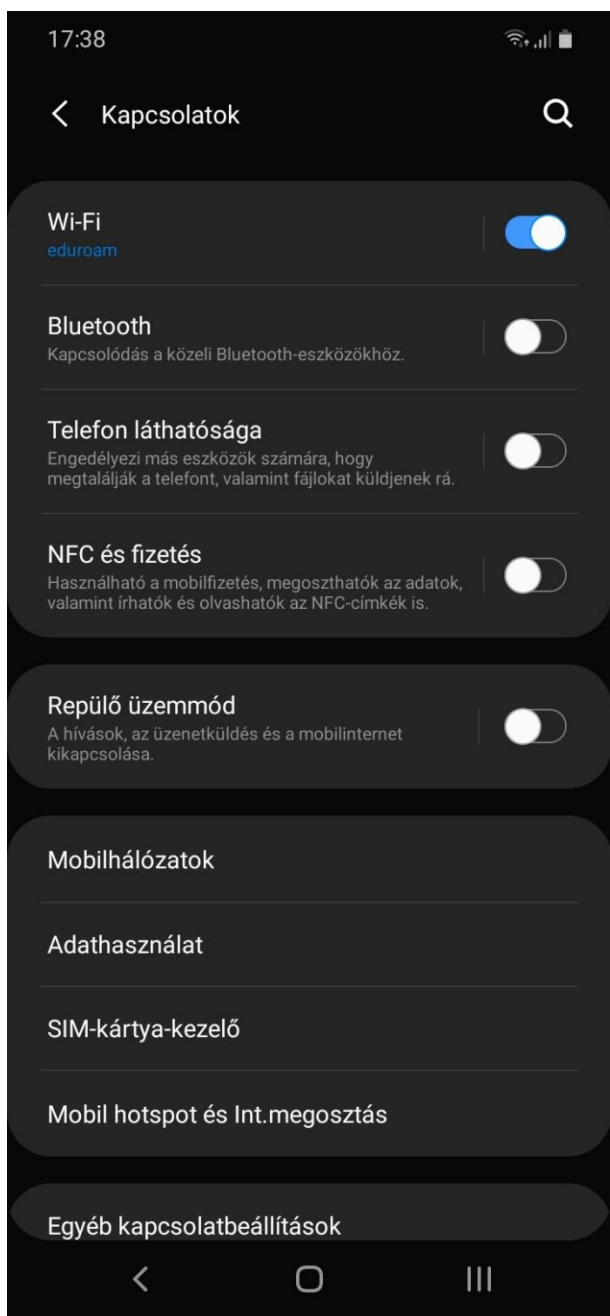 17:38
Kapcsolatok
Wi-Fi
eduroam
Bluetooth
Kapcsolódás a közeli Bluetooth-eszközökhöz.
Telefon láthatósága
Engedélyezi más eszközök számára, hogy
megtalálják a telefont, valamint fájlokat küldjenek rá.
NFC és fizetés
Használható a mobilfizetés, megoszthatók az adatok,
valamint írhatók és olvashatók az NFC-címkék is.
Repülő üzemmód
A hívások, az üzenetküldés és a mobilinternet
kikapcsolása.
Mobilhálózatok
Adathasználat
SIM-kártya-kezelő
Mobil hotspot és Int.megosztás
Egyéb kapcsolatbeállítások